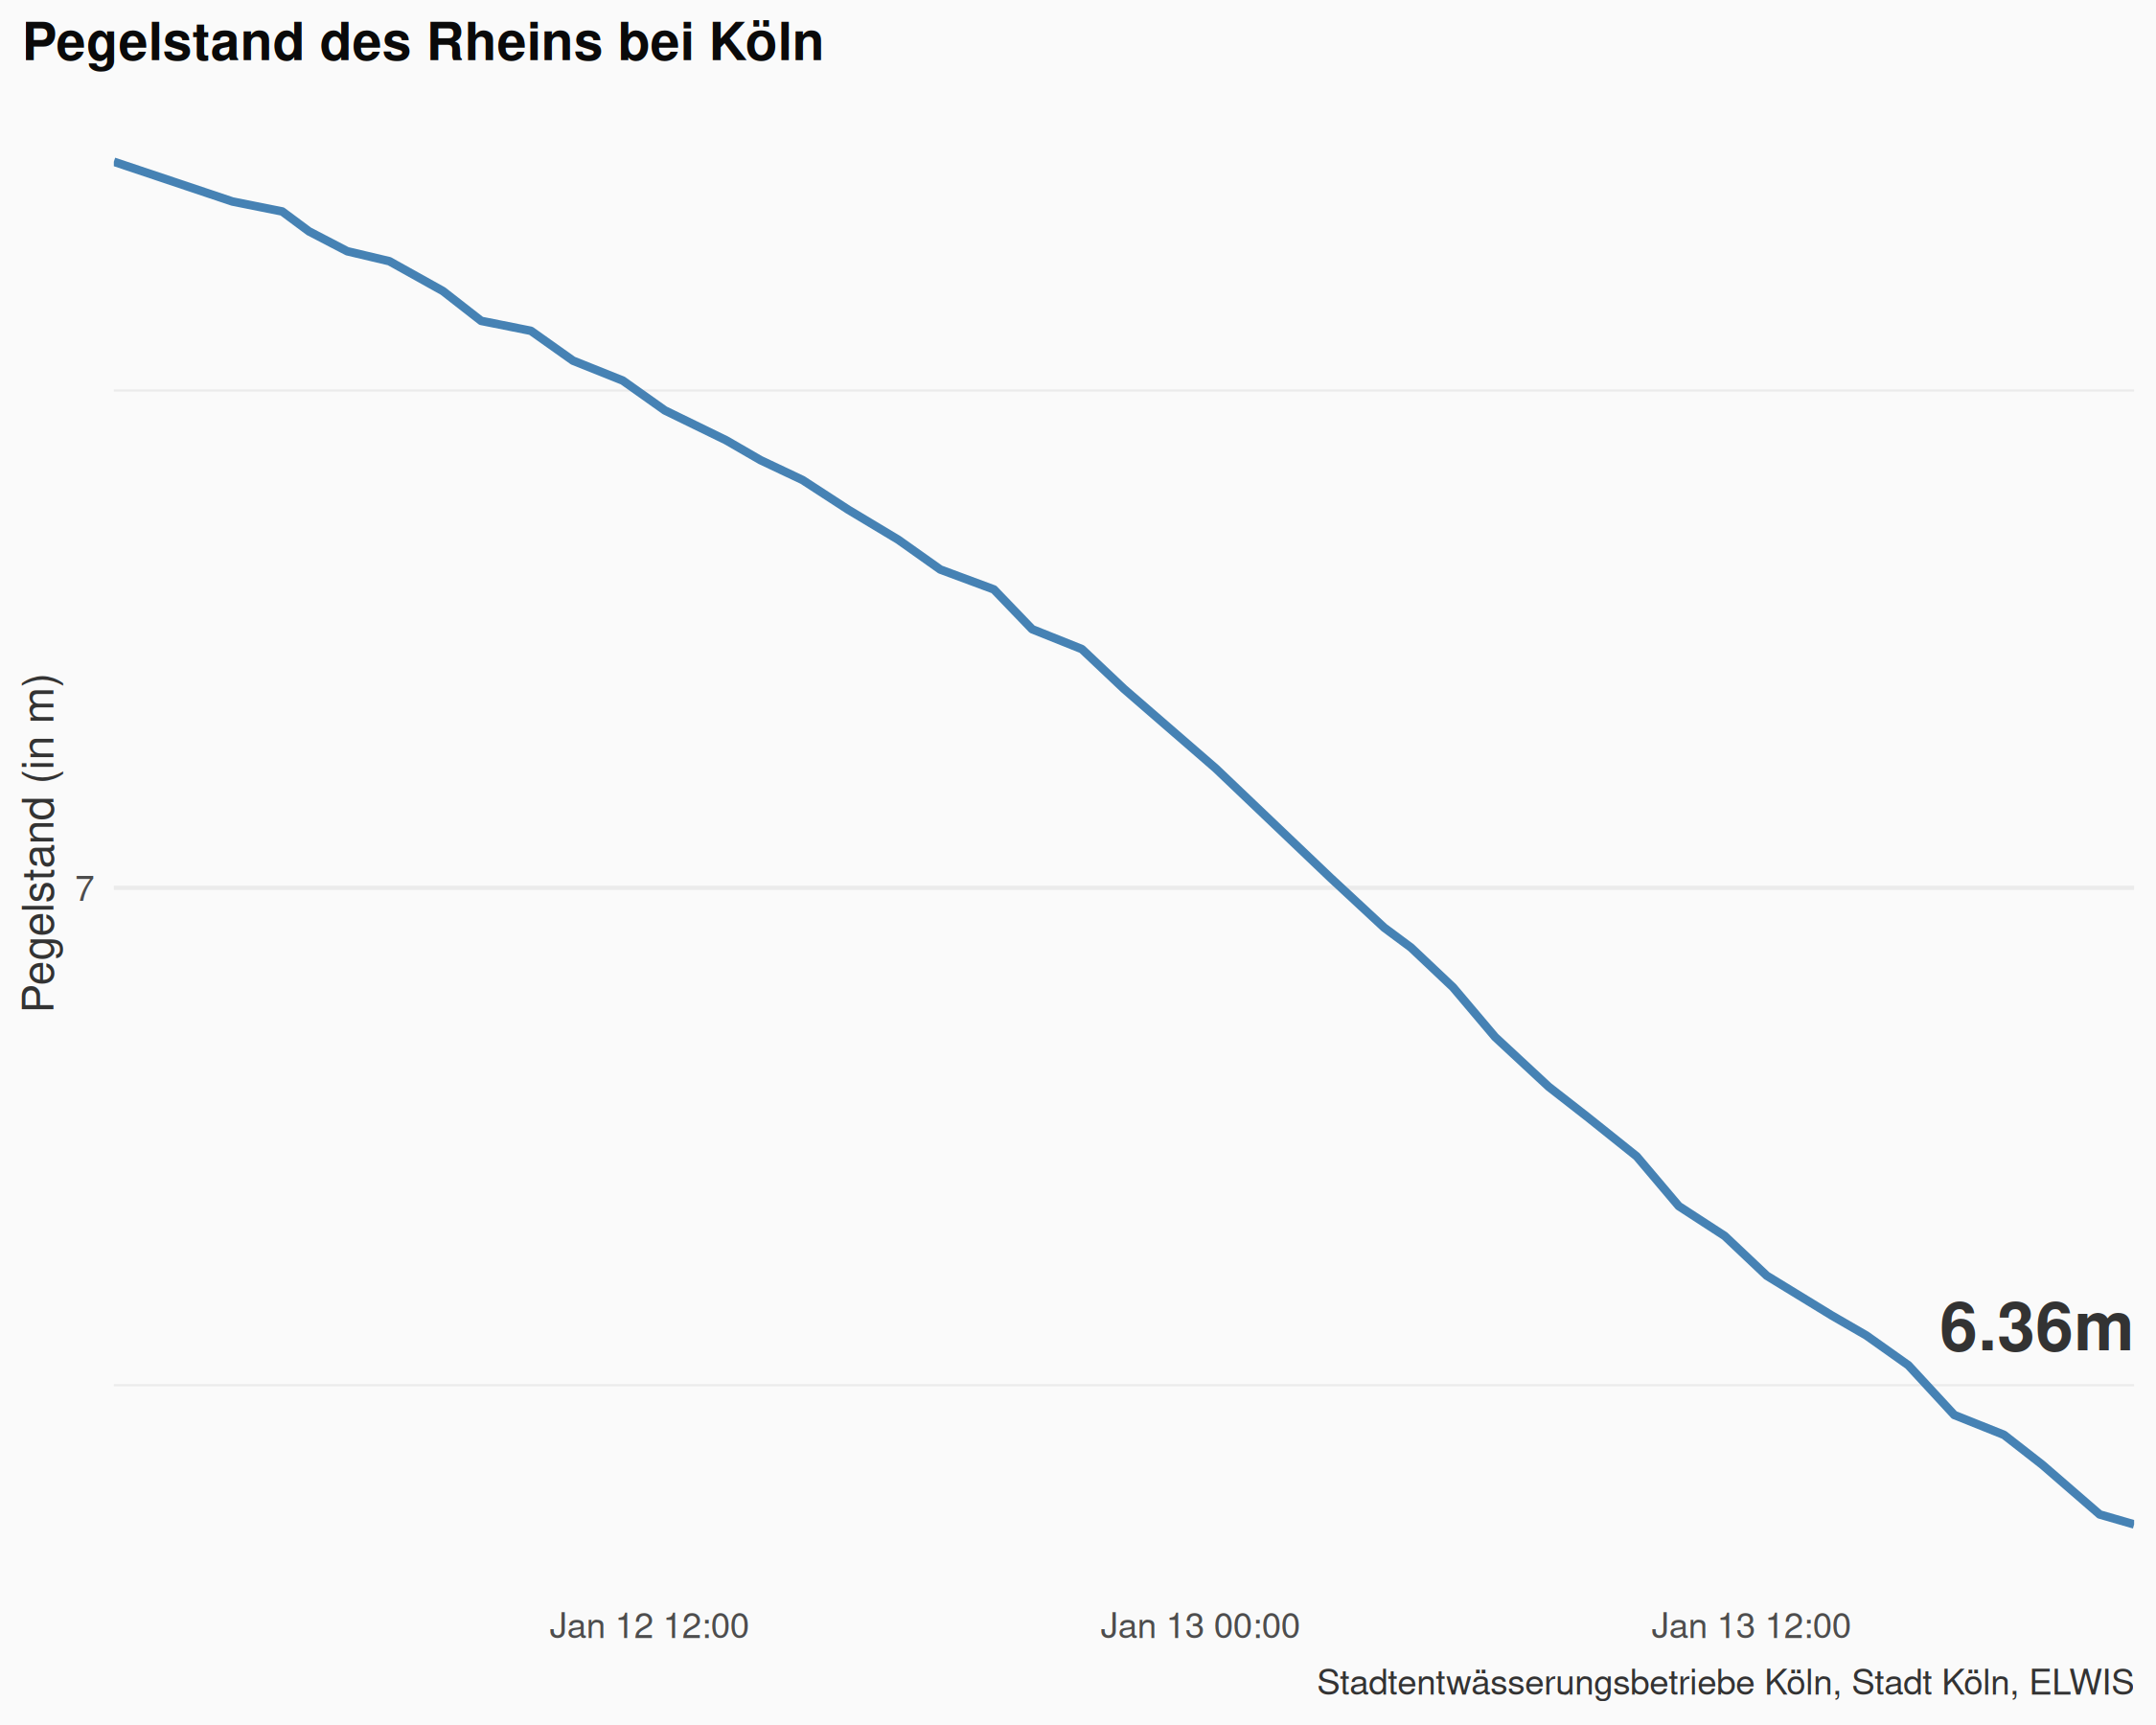 Pegelstand des Rheins bei Köln
Pegelstand (in m)
7
6.36m
Jan 12 12:00
Jan 13 00:00
Jan 13 12:00
Stadtentwässerungsbetriebe Köln, Stadt Köln, ELWIS